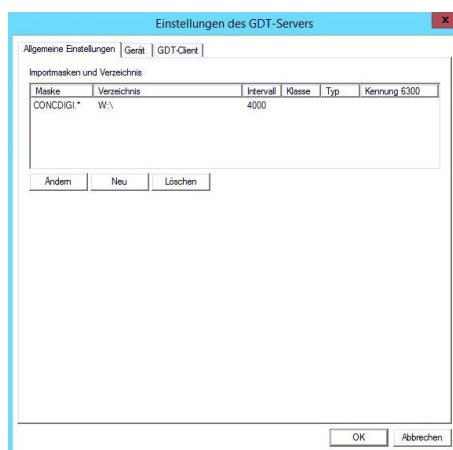 Einstellungen des GDT-Servers
x
Allgemeine Einstellungen Gerät GDT-Client
Importmasken und Verzeichnis
Maske Verzeichnis Intervall Klasse Typ Kennung 6300
CONCDIGI.* W:\ 4000
Ändern Neu Löschen
OK Abbrechen